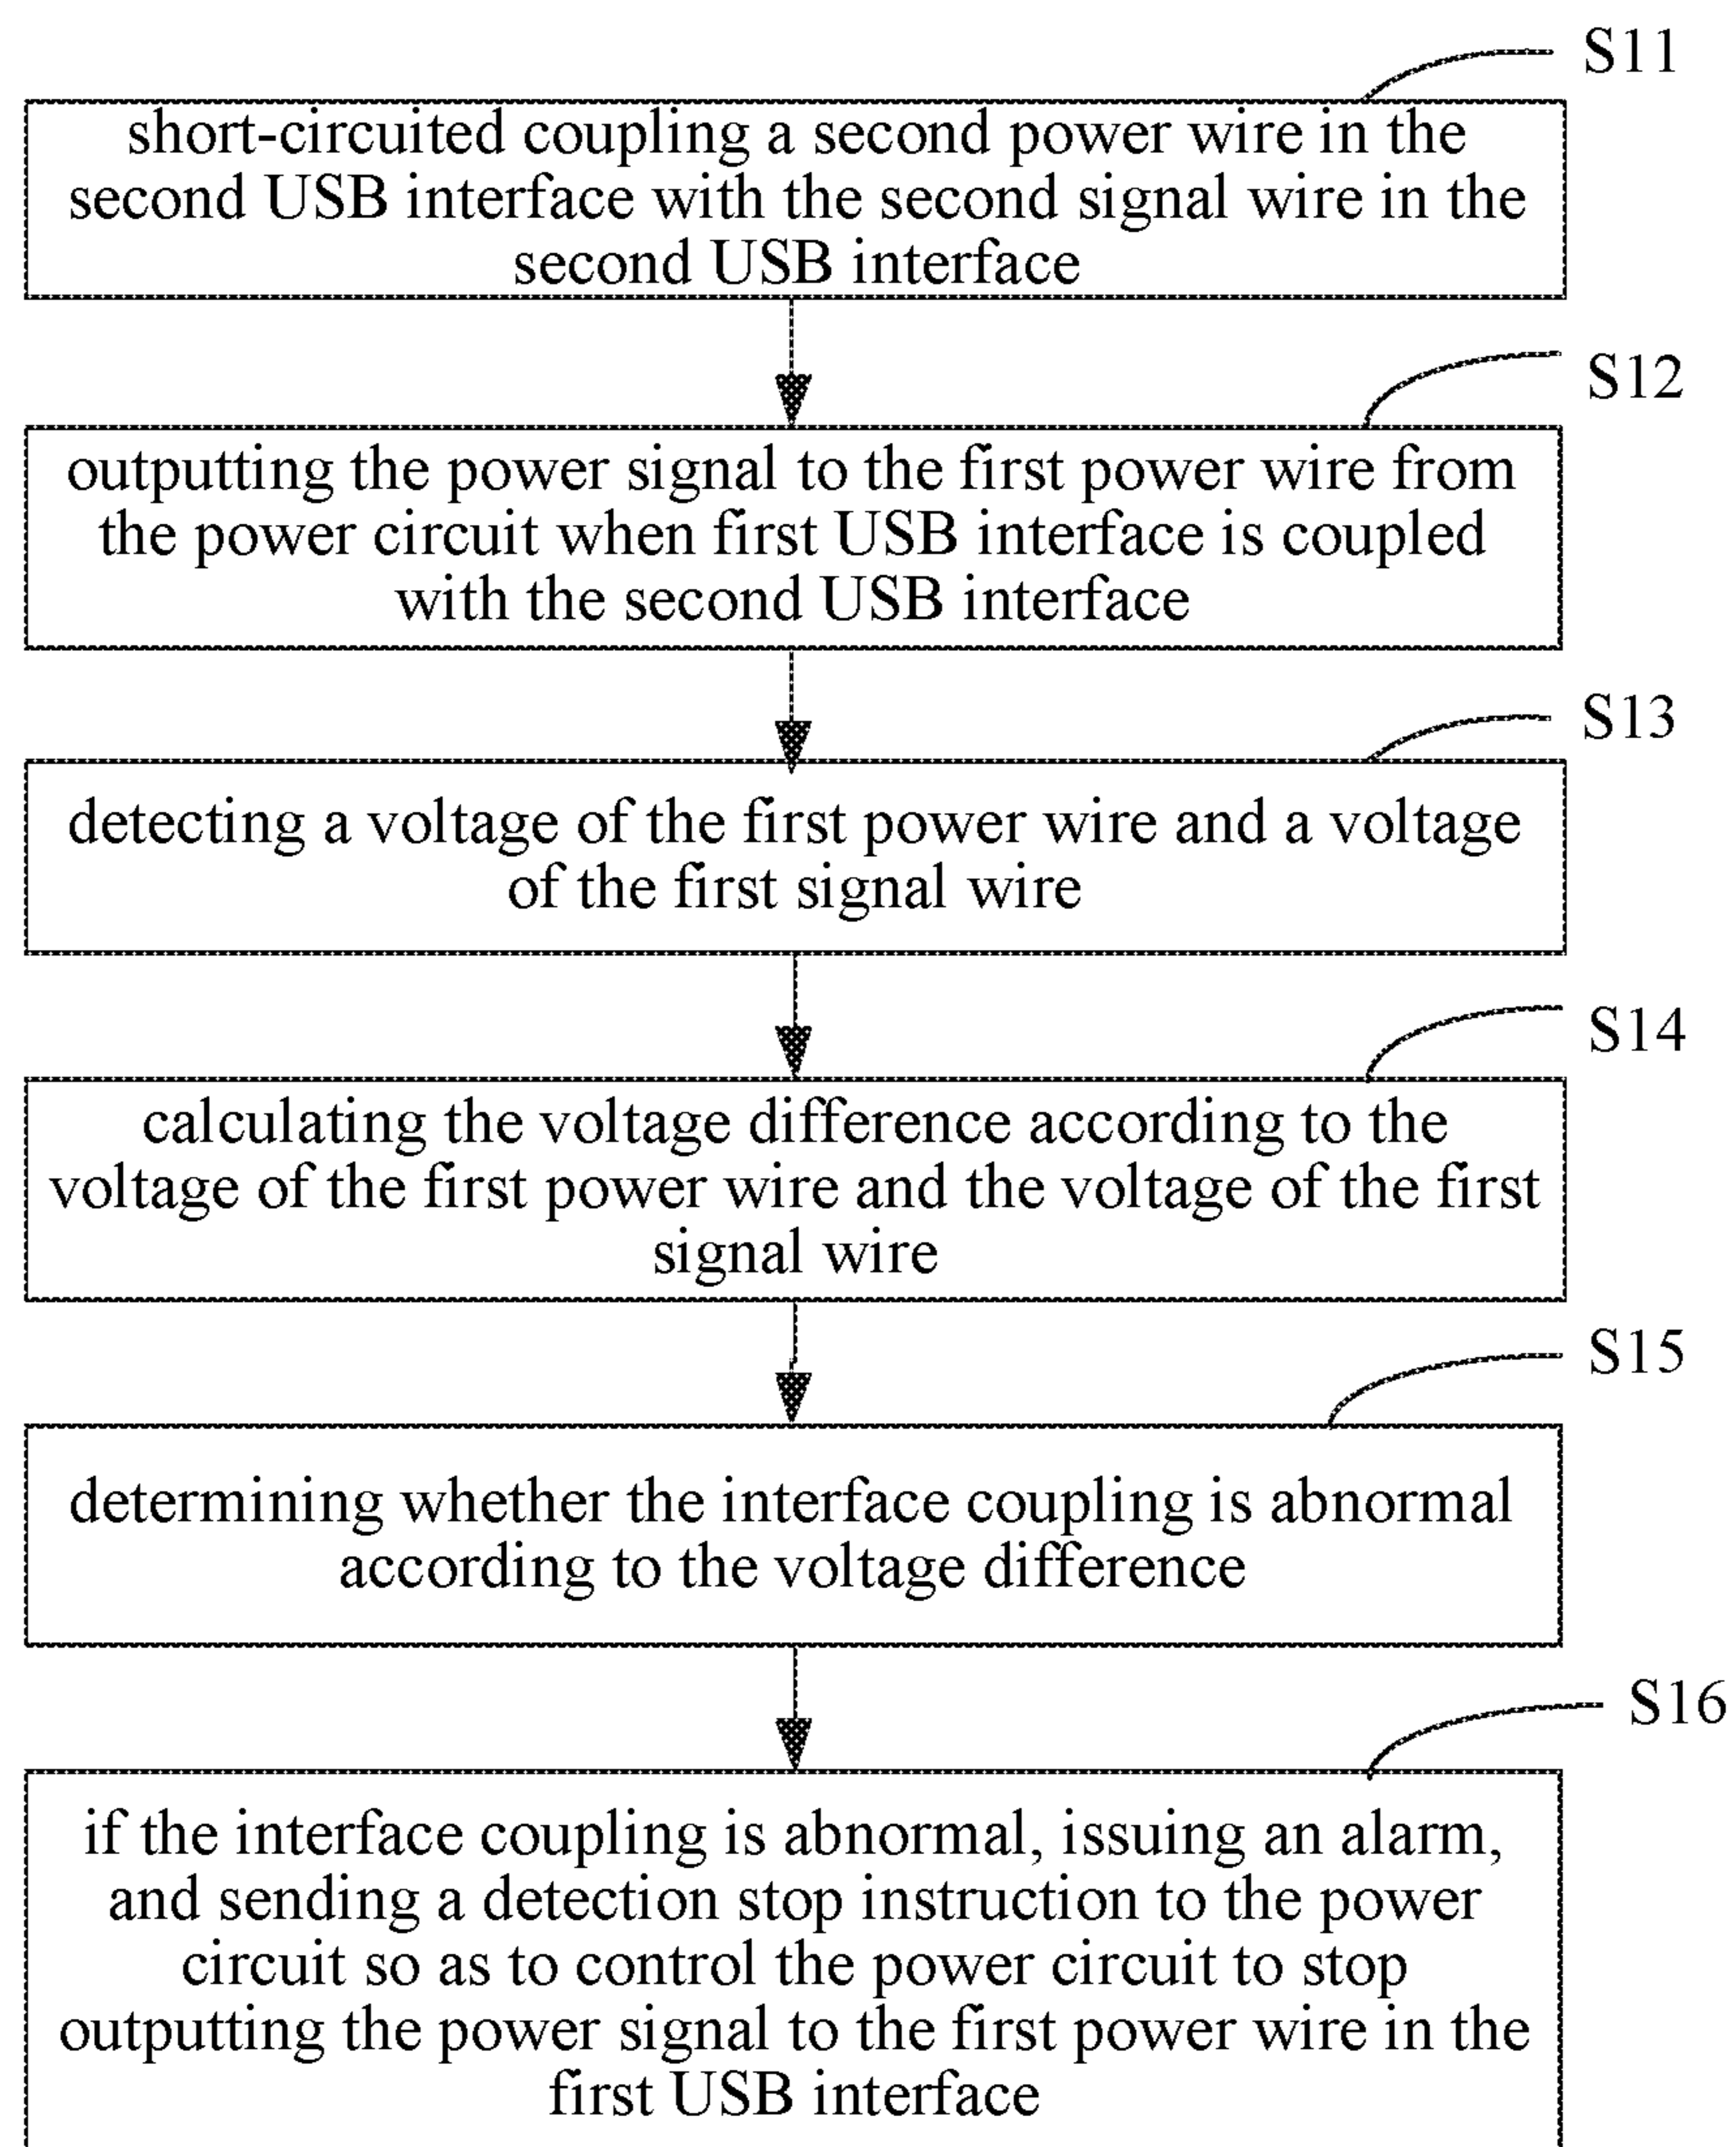 S11
short-circuited coupling a second power wire in the
second USB interface with the second signal wire in the
second USB interface
S12
outputting the power signal to the first power wire from
the power circuit when first USB interface is coupled
with the second USB interface
S13
detecting a voltage of the first power wire and a voltage
of the first signal wire
S14
calculating the voltage difference according to the
voltage of the first power wire and the voltage of the first
signal wire
S15
determining whether the interface coupling is abnormal
according to the voltage difference
S16
if the interface coupling is abnormal, issuing an alarm,
and sending a detection stop instruction to the power
circuit so as to control the power circuit to stop
outputting the power signal to the first power wire in the
first USB interface